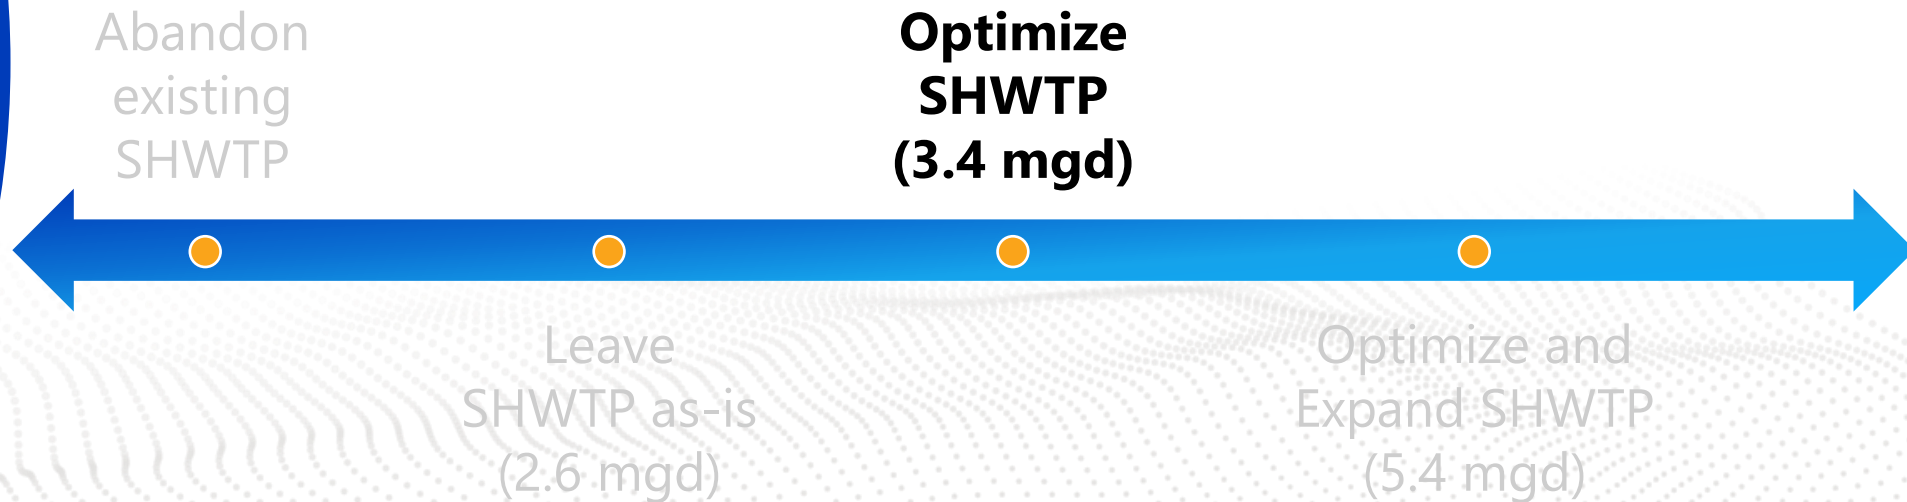 Abandon
existing
SHWTP
Leave
SHWTP as-is
(2.6 mgd)
Optimize
SHWTP
(3.4 mgd)
Optimize and
Expand SHWTP
(5.4 mgd)